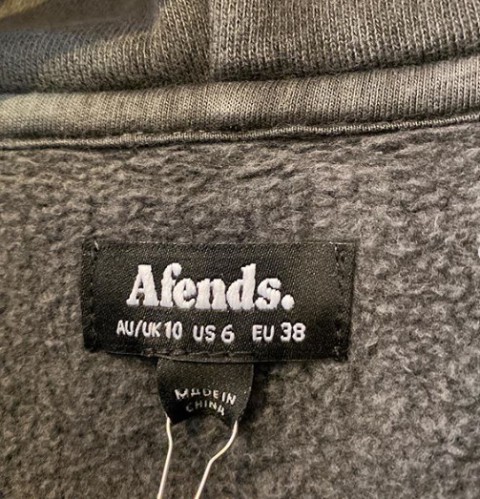 Afends.
AU/UK 10 US 6 EU 38
MADE IN
CHINA